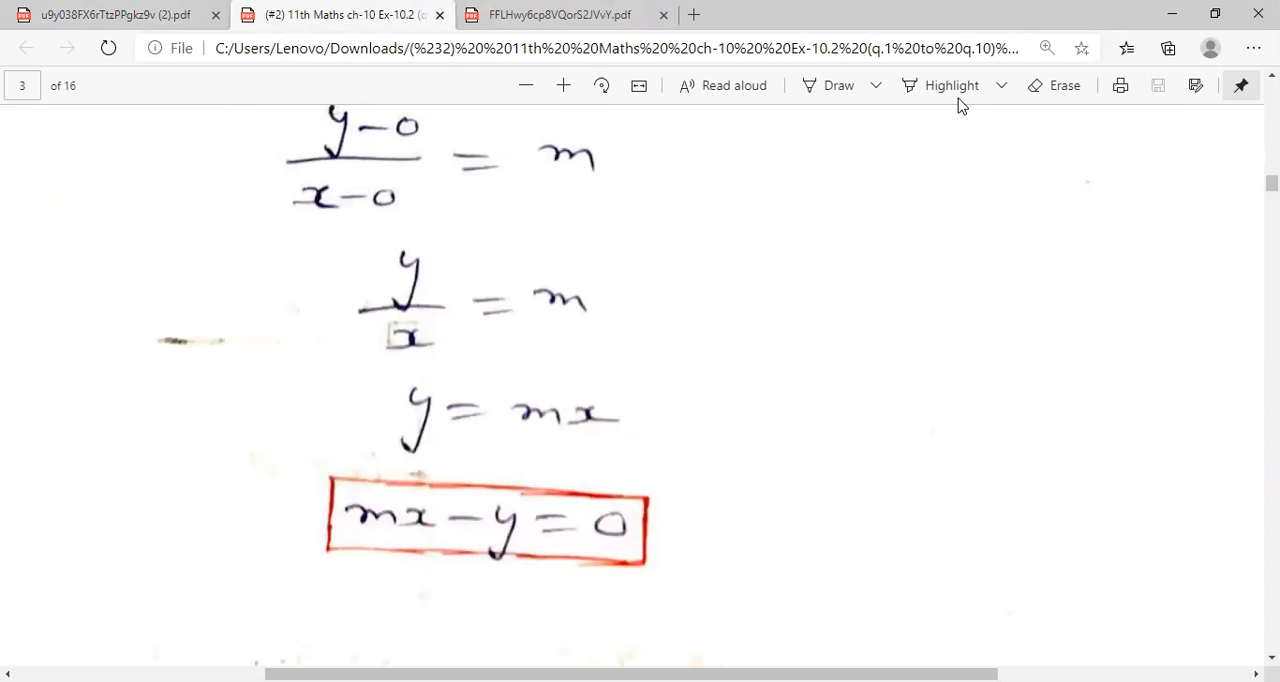 u9y038FX6rTtzPPgkz9v (2).pdf
(#2) 11th Maths ch-10 Ex-10.2 (q
FFLHwy6cp8VQorS2JVvY.pdf
File
C:/Users/Lenovo/Downloads/(%232)%20%2011th%20%20Maths%20%20ch-10%20%20Ex-10.2%20(q.1%20to%20q.10)%...
3 of 16
Read aloud
Draw
Highlight
Erase
y-0
/x-0 = m
y/x = m
y = mx
mx-y=0